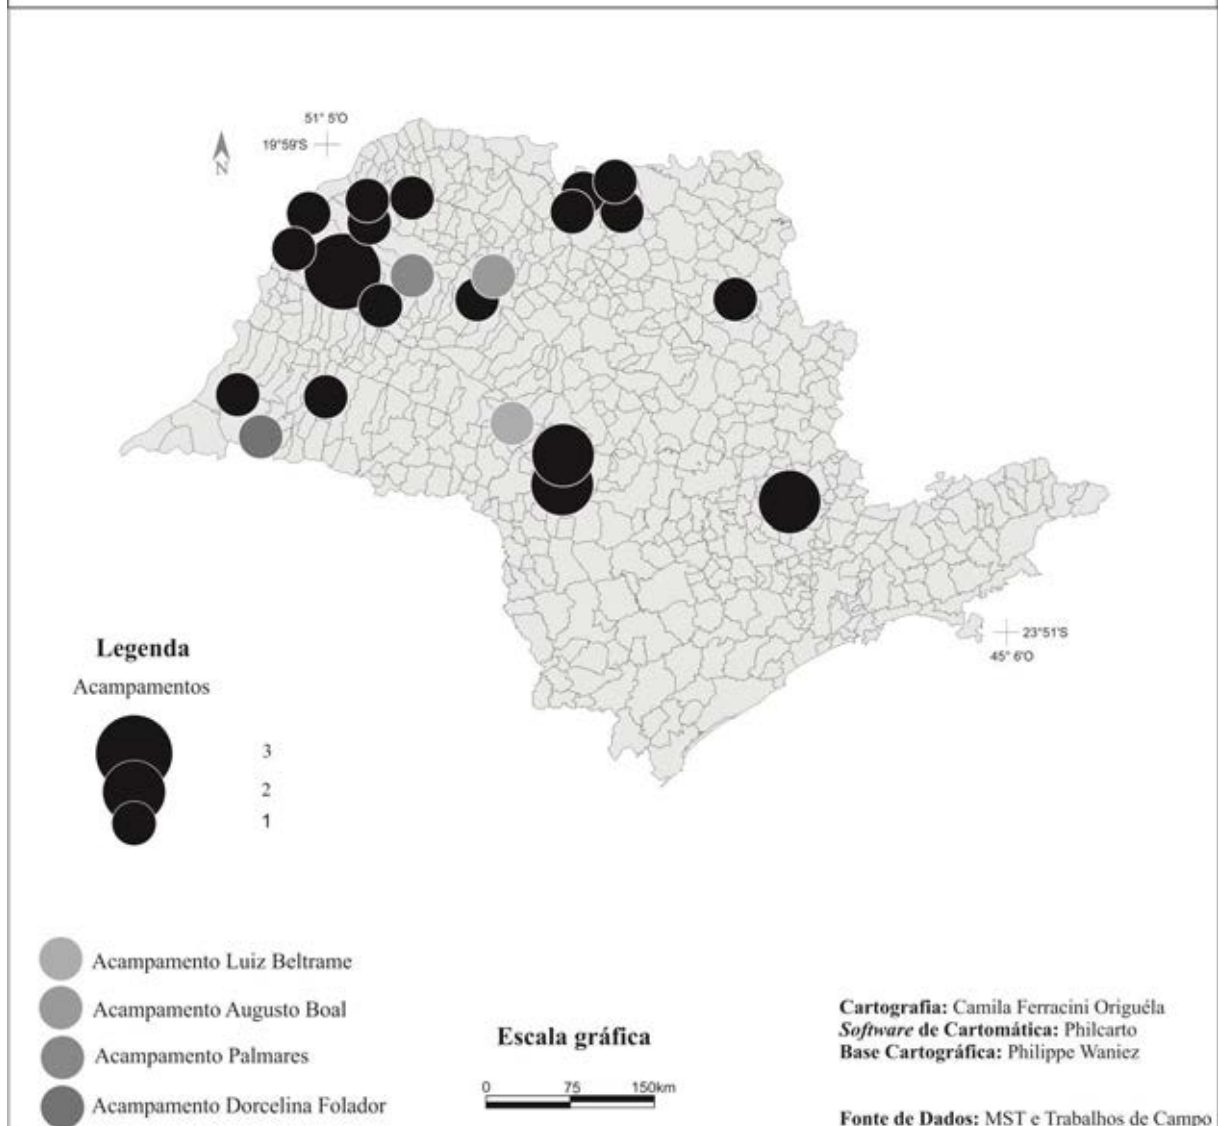 51° 5'O
19°59'S
N
23°51'S
45° 6'O
Legenda
Acampamentos
3
2
1
Acampamento Luiz Beltrame
Acampamento Augusto Boal
Acampamento Palmares
Acampamento Dorcelina Folador
Escala gráfica
0 75 150km
Cartografia: Camila Ferracini Origuéla
Software de Cartomática: Philcarto
Base Cartográfica: Philippe Waniez
Fonte de Dados: MST e Trabalhos de Campo